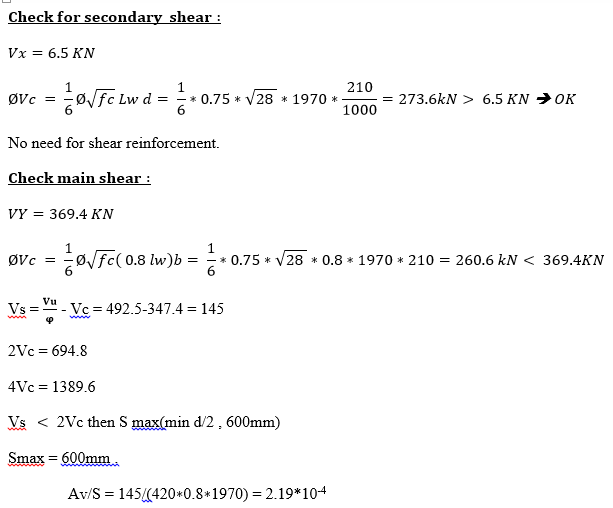 Check for secondary shear :
Vx = 6.5 KN
ØVc = 1/6 Ø√fc Lw d = 1/6 * 0.75 * √28 * 1970 * 210/1000 = 273.6kN > 6.5 KN ➔ OK
No need for shear reinforcement.
Check main shear :
VY = 369.4 KN
ØVc = 1/6 Ø√fc( 0.8 lw)b = 1/6 * 0.75 * √28 * 0.8 * 1970 * 210 = 260.6 kN < 369.4KN
Vs = Vu/φ - Vc = 492.5-347.4 = 145
2Vc = 694.8
4Vc = 1389.6
Vs < 2Vc then S max(min d/2 , 600mm)
Smax = 600mm .
Av/S = 145/(420*0.8*1970) = 2.19*10⁻⁴